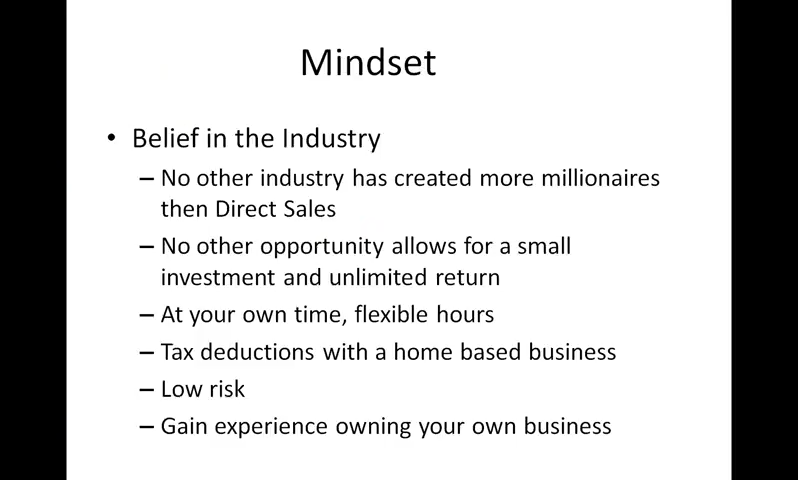 Mindset
• Belief in the Industry
– No other industry has created more millionaires
then Direct Sales
– No other opportunity allows for a small
investment and unlimited return
– At your own time, flexible hours
– Tax deductions with a home based business
– Low risk
– Gain experience owning your own business